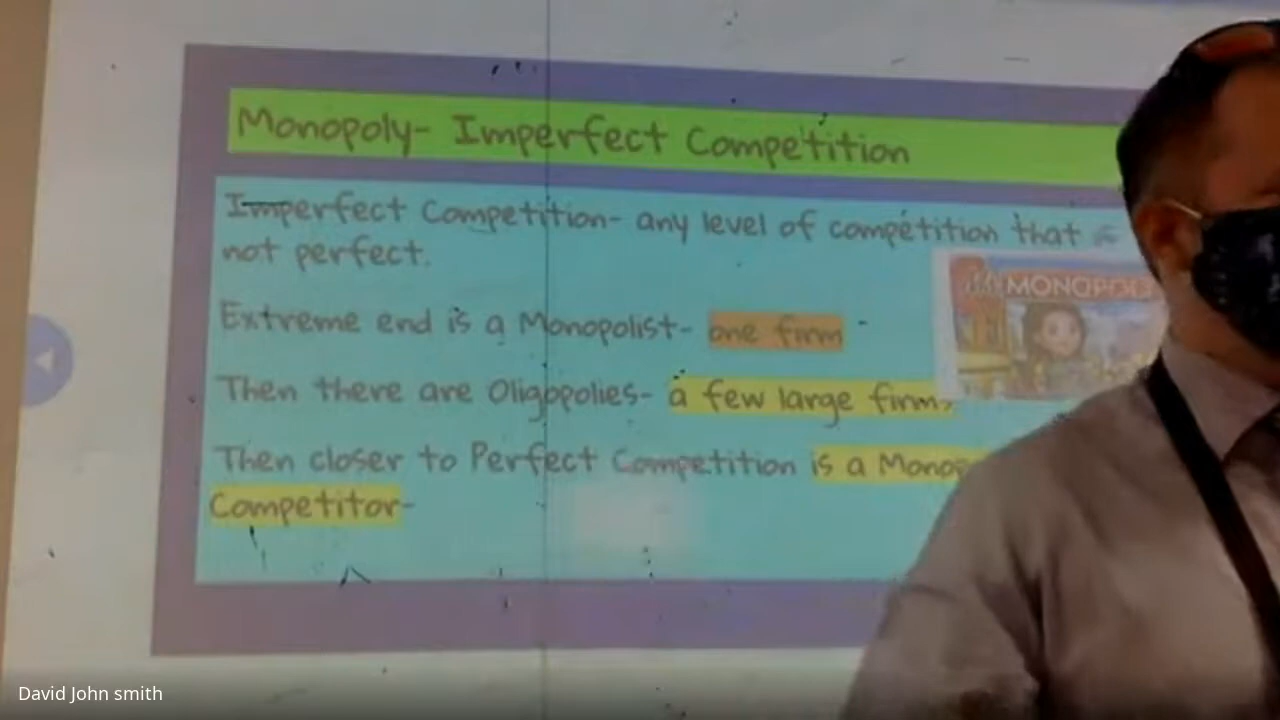 Monopoly- Imperfect Competition
Imperfect Competition- any level of competition that
not perfect.
MONOPOLY
Extreme end is a Monopolist- one firm
Then there are Oligopolies- a few large firms
Then closer to Perfect Competition is a
Competitor-
David John smith